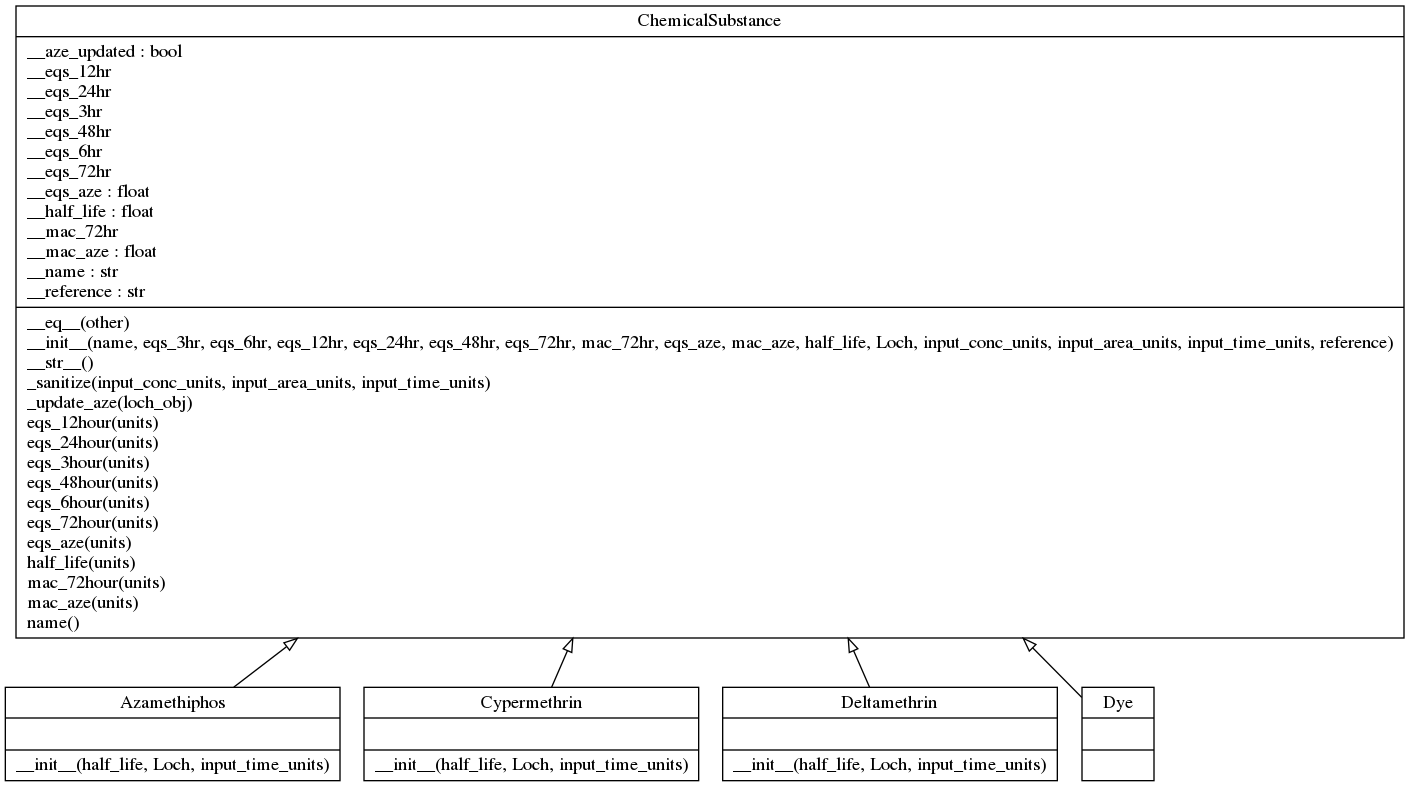 ChemicalSubstance
__aze_updated : bool
__eqs_12hr
__eqs_24hr
__eqs_3hr
__eqs_48hr
__eqs_6hr
__eqs_72hr
__eqs_aze : float
__half_life : float
__mac_72hr
__mac_aze : float
__name : str
__reference : str
__eq__(other)
__init__(name, eqs_3hr, eqs_6hr, eqs_12hr, eqs_24hr, eqs_48hr, eqs_72hr, mac_72hr, eqs_aze, mac_aze, half_life, Loch, input_conc_units, input_area_units, input_time_units, reference)
__str__()
_sanitize(input_conc_units, input_area_units, input_time_units)
_update_aze(loch_obj)
eqs_12hour(units)
eqs_24hour(units)
eqs_3hour(units)
eqs_48hour(units)
eqs_6hour(units)
eqs_72hour(units)
eqs_aze(units)
half_life(units)
mac_72hour(units)
mac_aze(units)
name()
Azamethiphos
__init__(half_life, Loch, input_time_units)
Cypermethrin
__init__(half_life, Loch, input_time_units)
Deltamethrin
__init__(half_life, Loch, input_time_units)
Dye